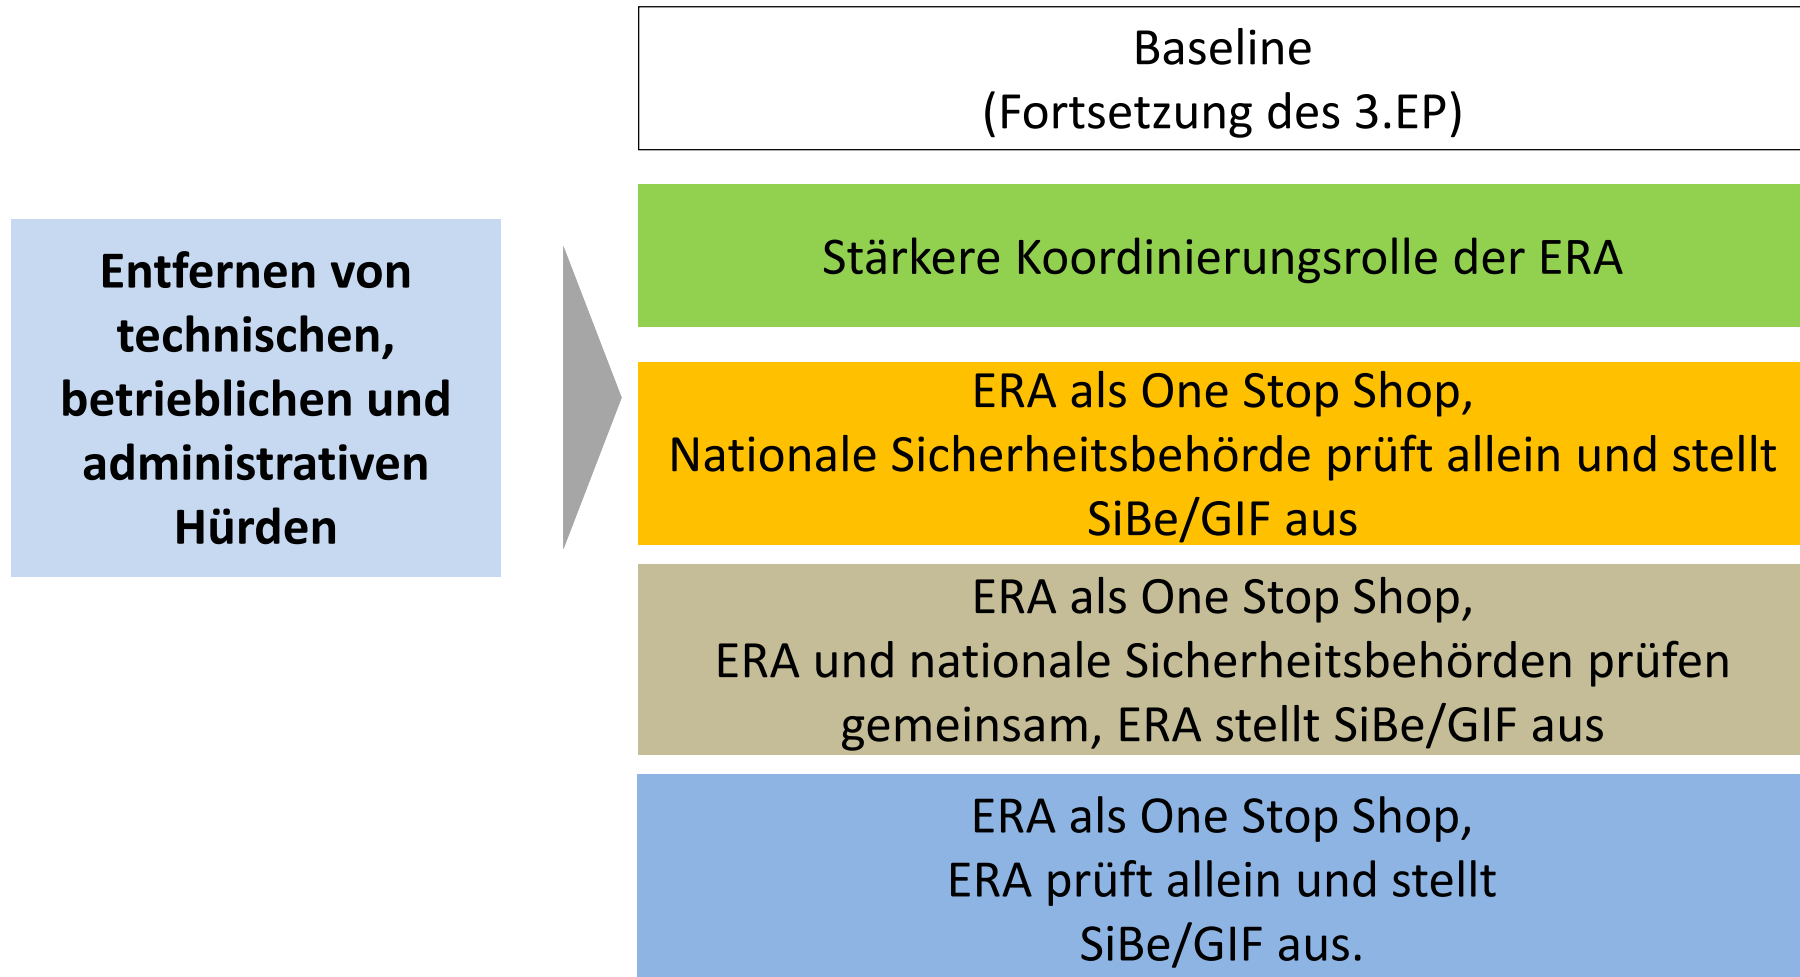 Entfernen von
technischen,
betrieblichen und
administrativen
Hürden
Baseline
(Fortsetzung des 3.EP)
Stärkere Koordinierungsrolle der ERA
ERA als One Stop Shop,
Nationale Sicherheitsbehörde prüft allein und stellt
SiBe/GIF aus
ERA als One Stop Shop,
ERA und nationale Sicherheitsbehörden prüfen
gemeinsam, ERA stellt SiBe/GIF aus
ERA als One Stop Shop,
ERA prüft allein und stellt
SiBe/GIF aus.